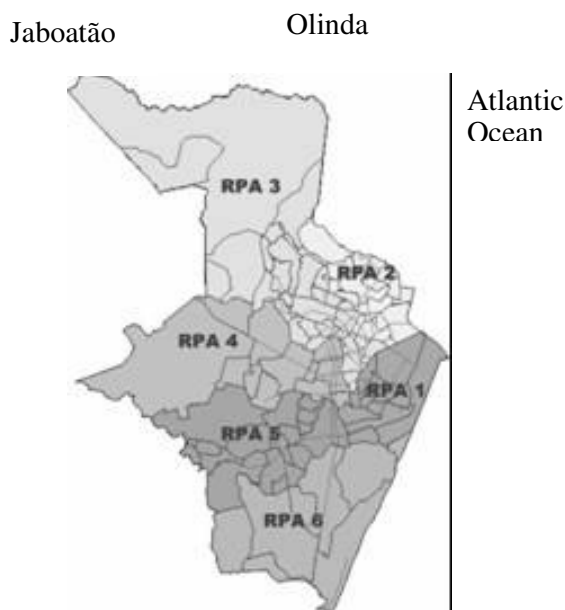 Jaboatão
Olinda
Atlantic
Ocean
RPA 3
RPA 2
RPA 4
RPA 1
RPA 5
RPA 6